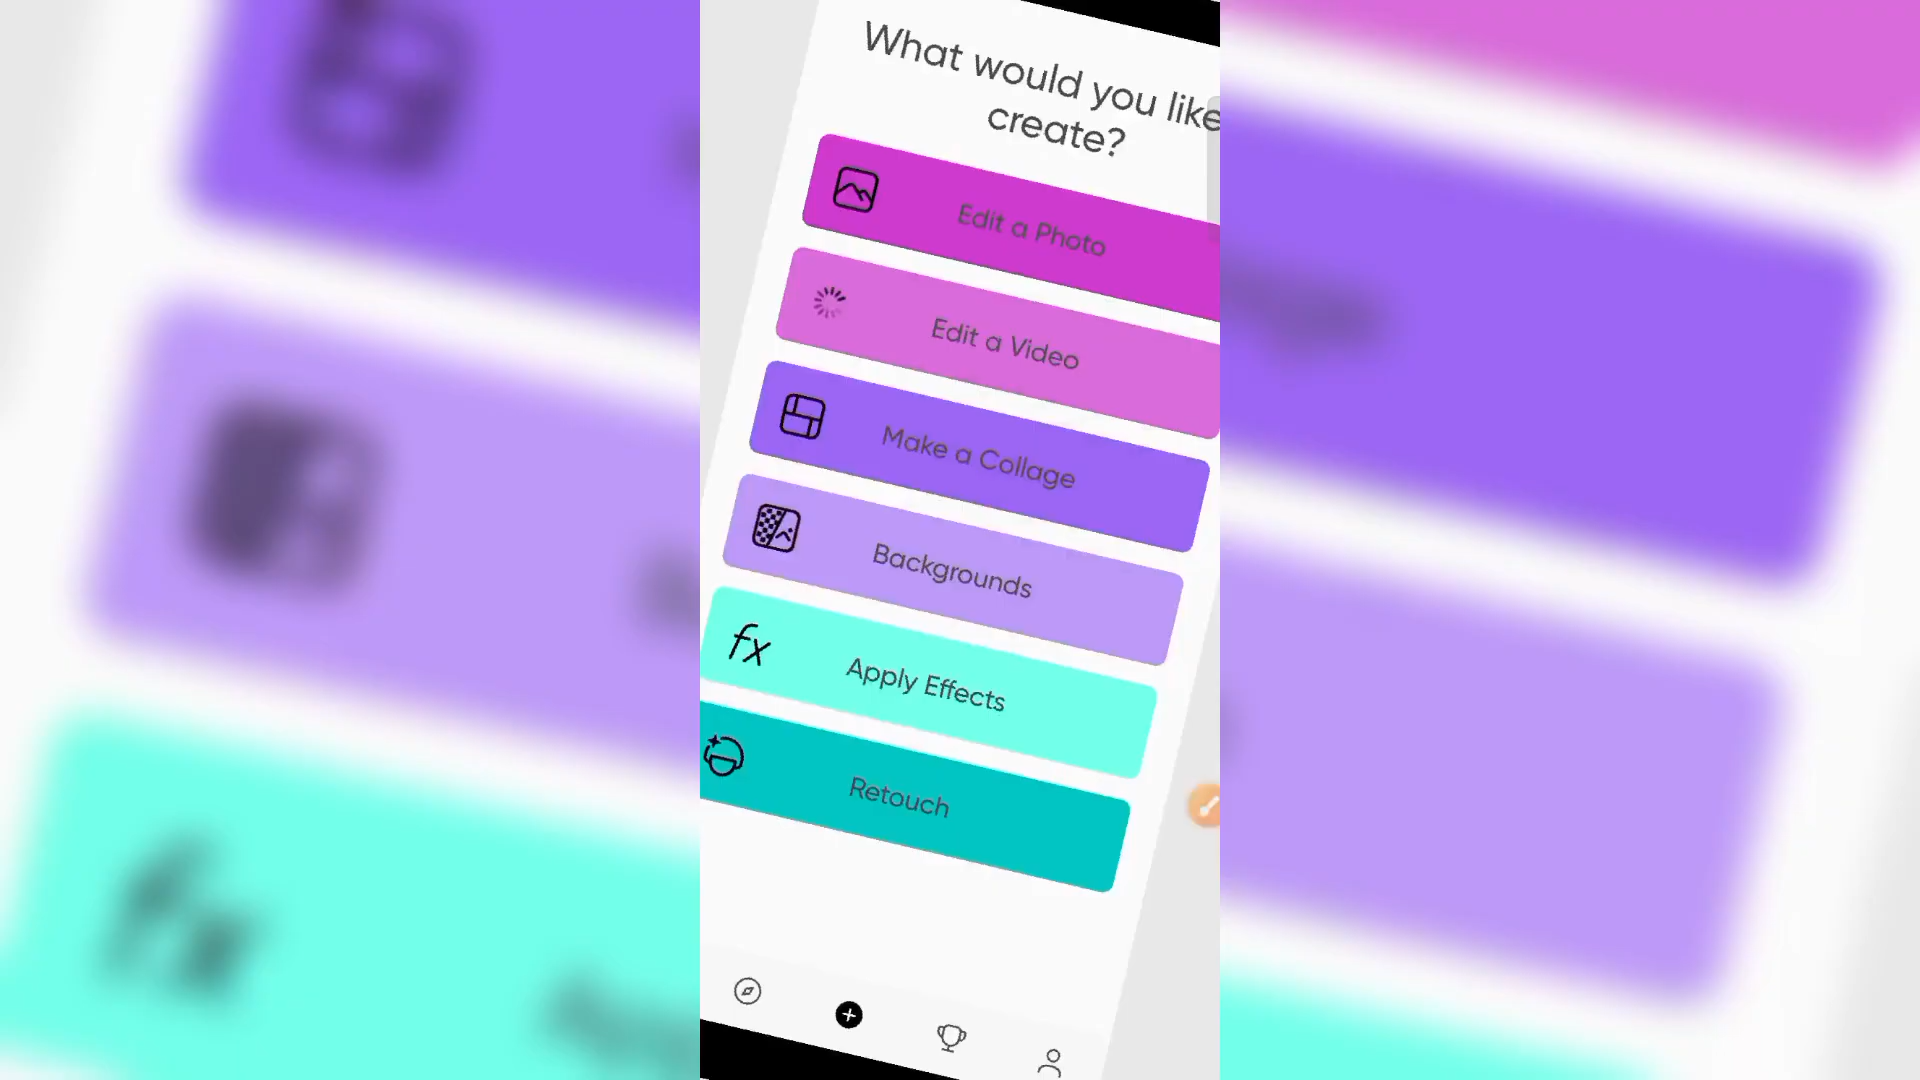 What would you like
create?
Edit a Photo
Edit a Video
Make a Collage
Backgrounds
fx
Apply Effects
Retouch